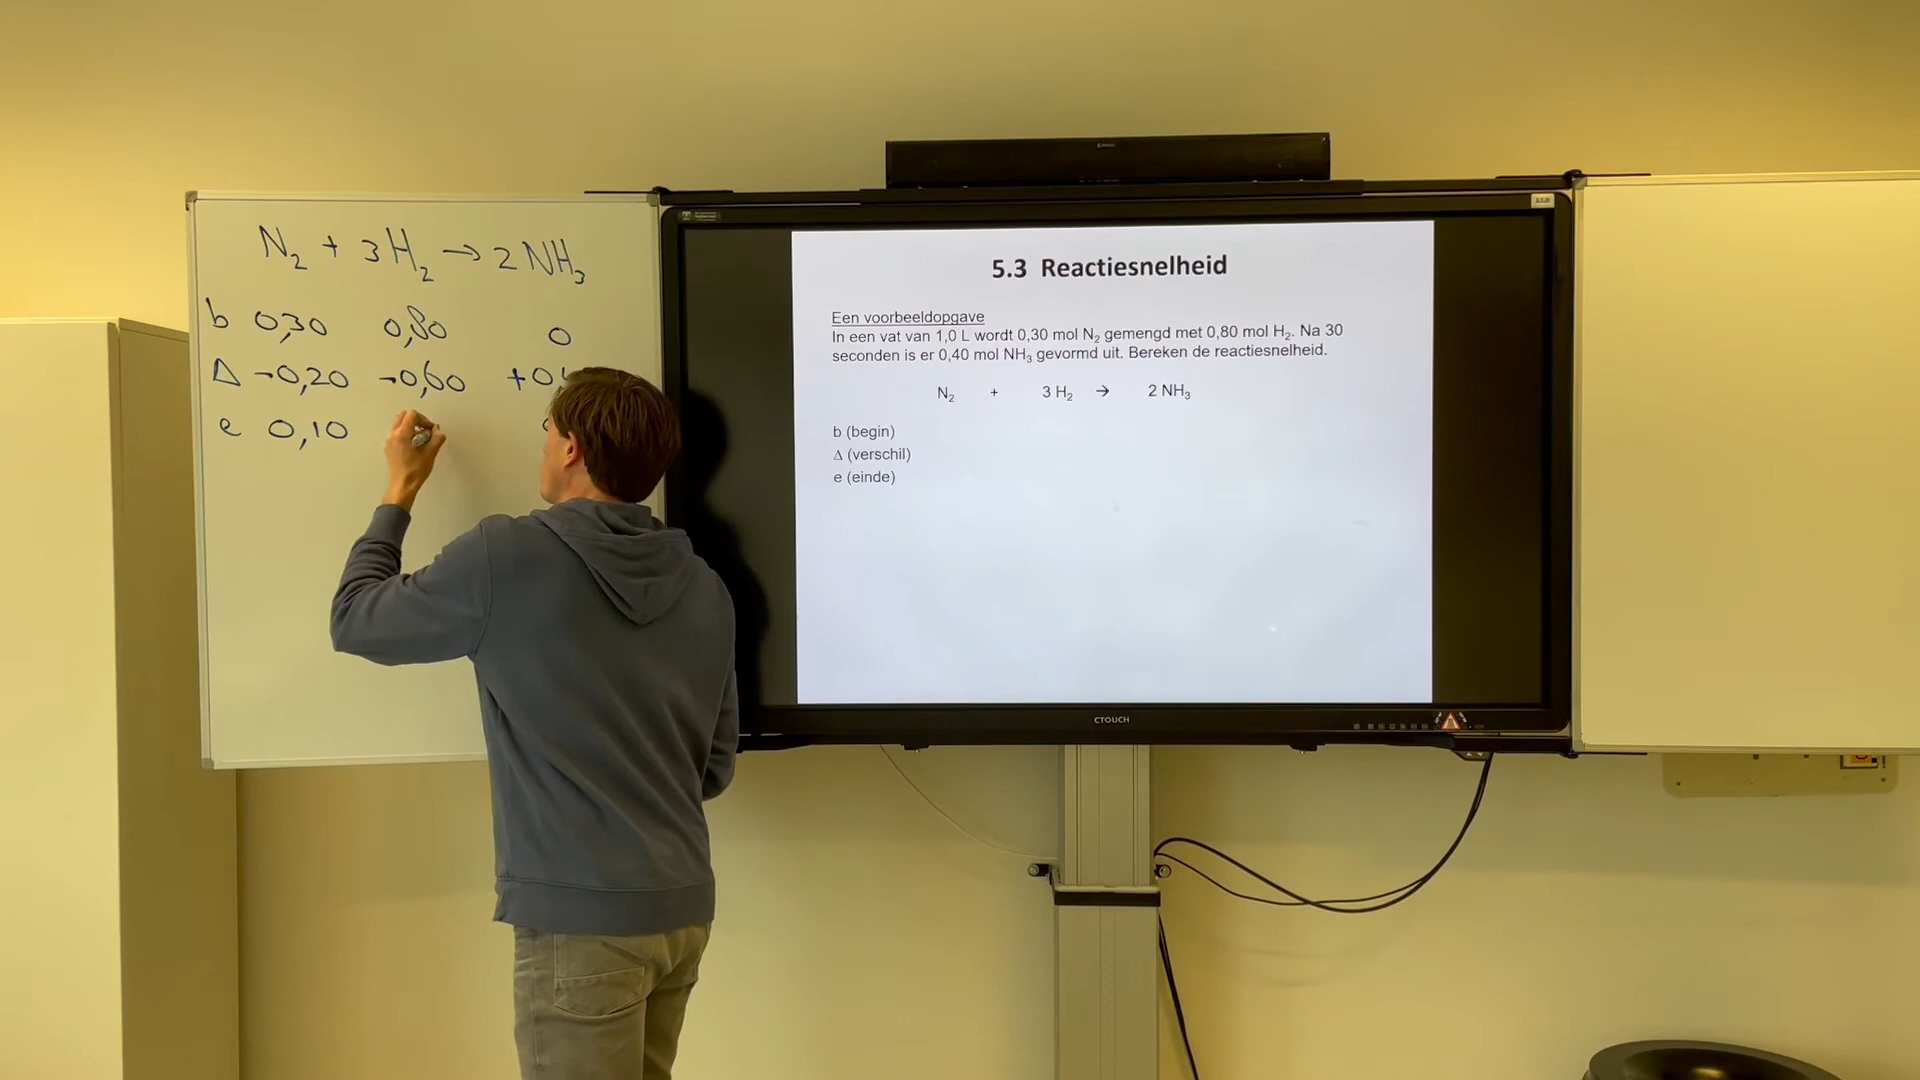 N₂ + 3H₂ → 2NH₃
b 0,30 0,80 0
Δ -0,20 -0,60 +0,
e 0,10
5.3 Reactiesnelheid
Een voorbeeldopgave
In een vat van 1,0 L wordt 0,30 mol N₂ gemengd met 0,80 mol H₂. Na 30
seconden is er 0,40 mol NH₃ gevormd uit. Bereken de reactiesnelheid.
N₂ + 3 H₂ → 2 NH₃
b (begin)
Δ (verschil)
e (einde)
CTOUCH